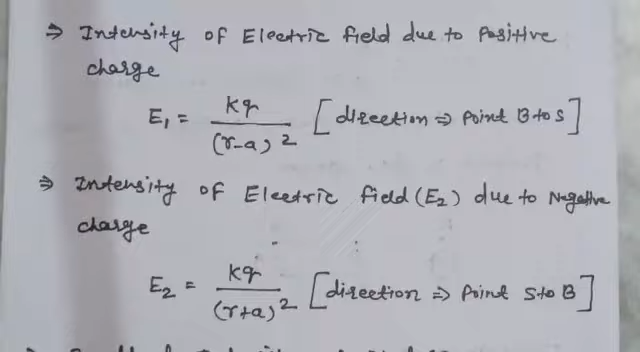 ⇒ Intensity of Electric field due to Positive
charge
E₁ = Kq / (r-a)² [direction ⇒ Point B to S]
⇒ Intensity of Electric field (E₂) due to Negative
charge
E₂ = Kq / (r+a)² [direction ⇒ Point S to B]